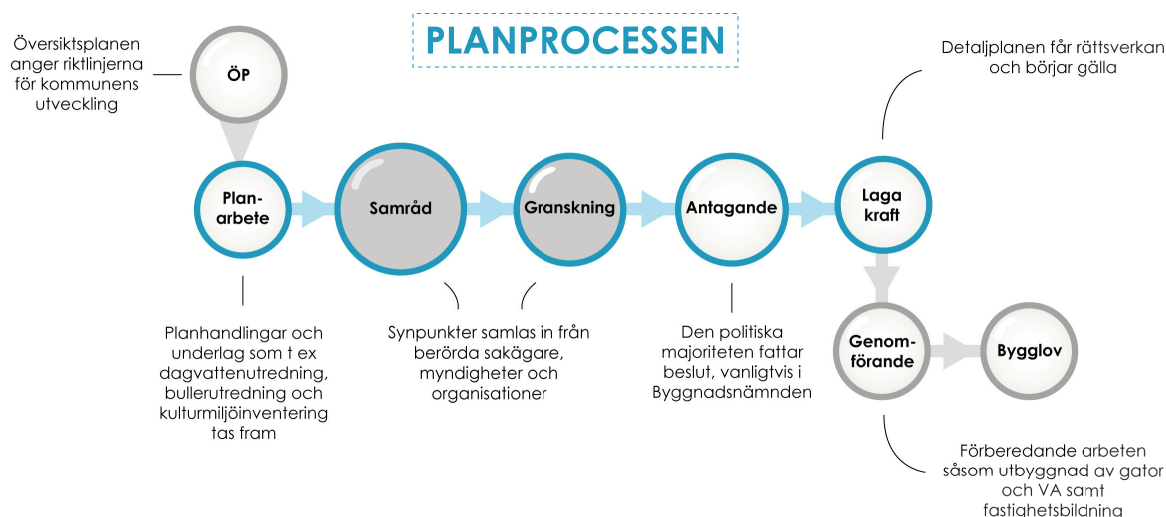 PLANPROCESSEN
Översiktsplanen
anger riktlinjerna
för kommunens
utveckling
ÖP
Detaljplanen får rättsverkan
och börjar gälla
Plan-
arbete
Samråd
Granskning
Antagande
Laga
kraft
Planhandlingar och
underlag som t ex
dagvattenutredning,
bullerutredning och
kulturmiljöinventering
tas fram
Synpunkter samlas in från
berörda sakägare,
myndigheter och
organisationer
Den politiska
majoriteten fattar
beslut, vanligtvis i
Byggnadsnämnden
Genom-
förande
Bygglov
Förberedande arbeten
såsom utbyggnad av gator
och VA samt
fastighetsbildning